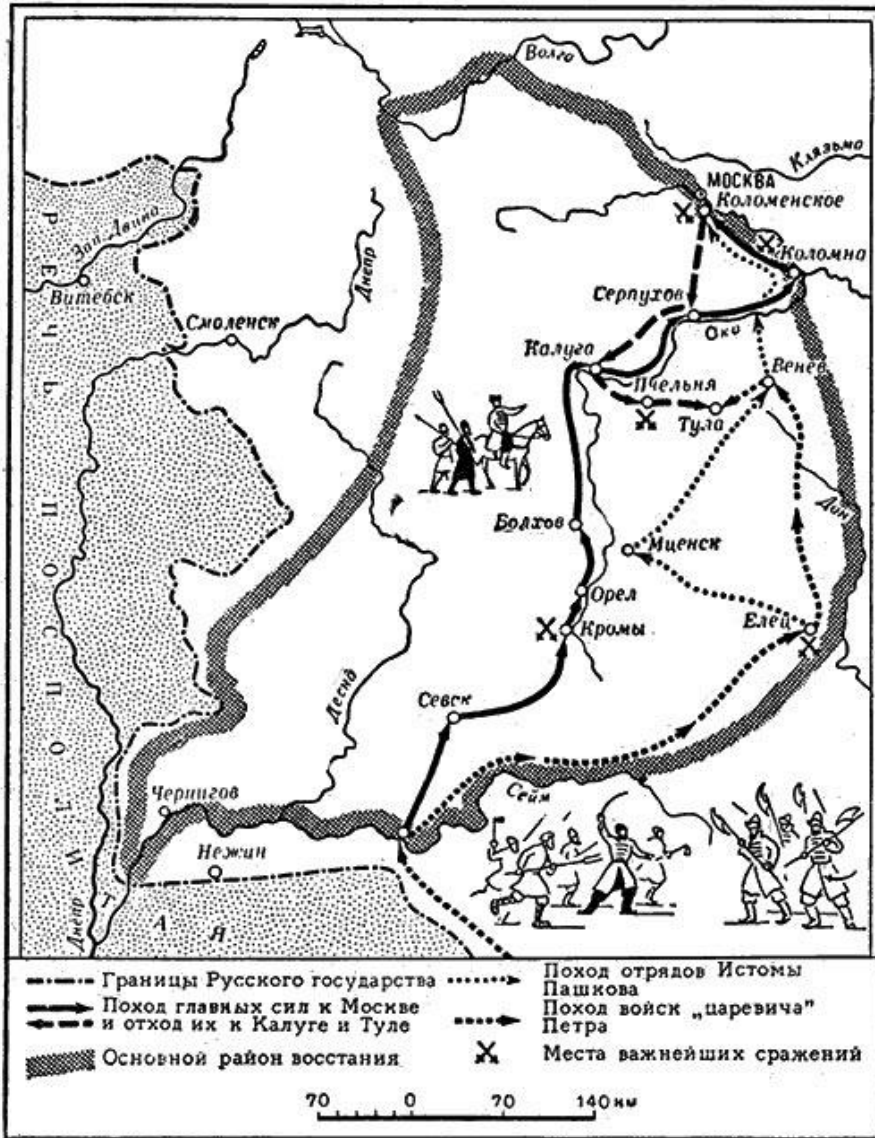 Волга
Клязьма
МОСКВА
Коломенское
Коломна
Зап. Двина
Витебск
Днепр
Смоленск
Серпухов
Ока
Калуга
Пчельня
Венев
Тула
Дон
Болхов
Мценск
Орел
Кромы
Елец
Севск
Десна
Сейм
Чернигов
Нежин
Днепр
РЕЧЬ ПОСПОЛИТАЯ
Границы Русского государства
Поход главных сил к Москве
и отход их к Калуге и Туле
Основной район восстания
Поход отрядов Истомы
Пашкова
Поход войск „царевича"
Петра
Места важнейших сражений
70 0 70 140 км